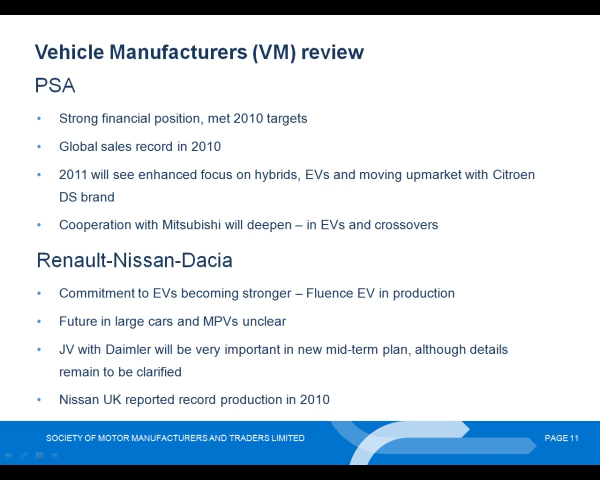 Vehicle Manufacturers (VM) review
PSA
• Strong financial position, met 2010 targets
• Global sales record in 2010
• 2011 will see enhanced focus on hybrids, EVs and moving upmarket with Citroen
DS brand
• Cooperation with Mitsubishi will deepen – in EVs and crossovers
Renault-Nissan-Dacia
• Commitment to EVs becoming stronger – Fluence EV in production
• Future in large cars and MPVs unclear
• JV with Daimler will be very important in new mid-term plan, although details
remain to be clarified
• Nissan UK reported record production in 2010
SOCIETY OF MOTOR MANUFACTURERS AND TRADERS LIMITED
PAGE 11